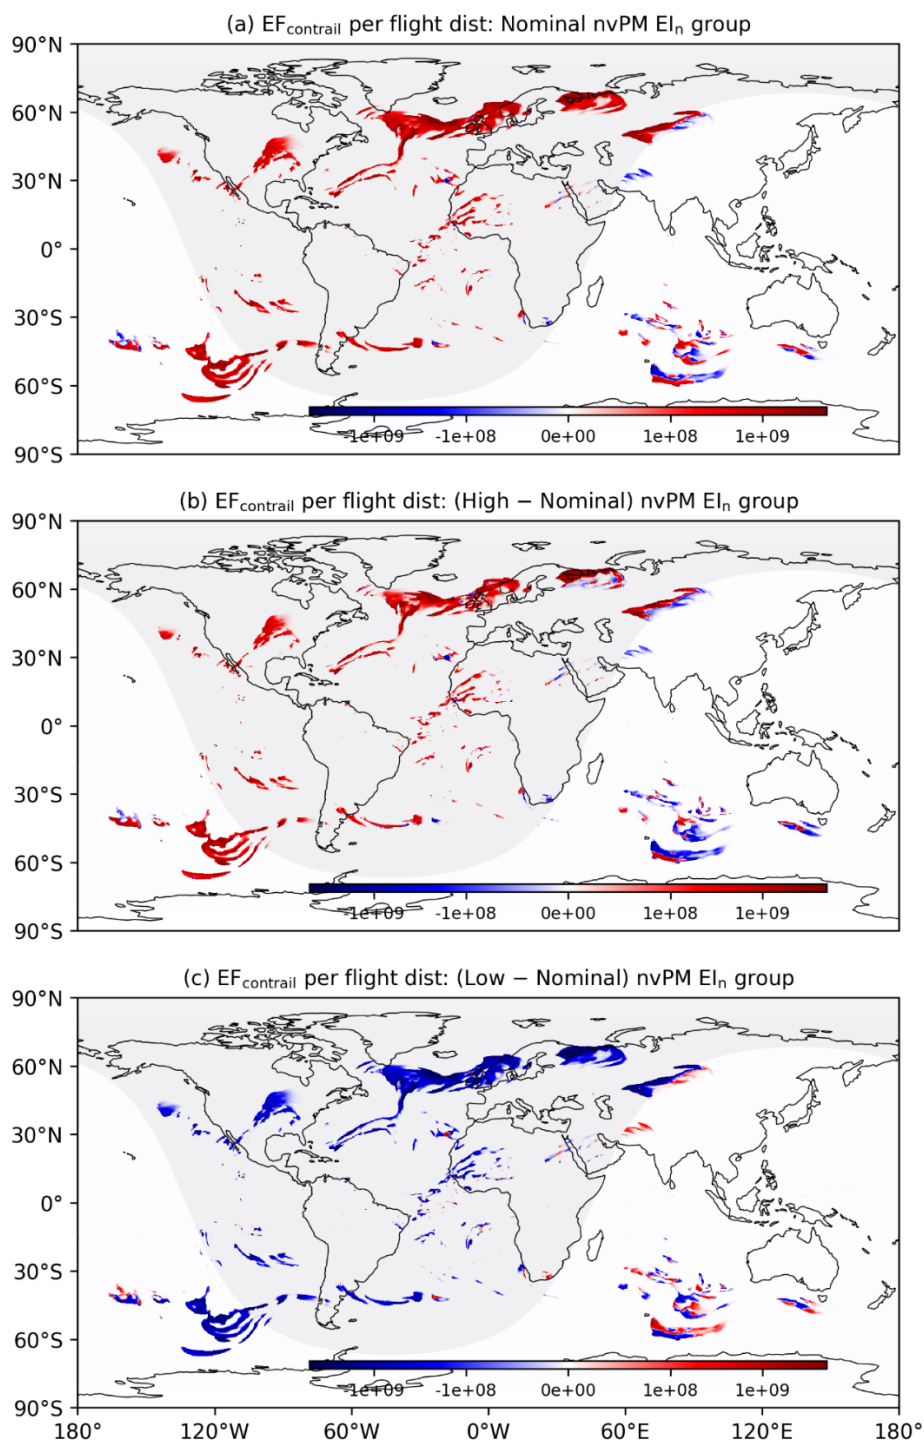 (a) EFcontrail per flight dist: Nominal nvPM EIn group
90°N
60°N
30°N
0°
30°S
60°S
90°S
-1e+09 -1e+08 0e+00 1e+08 1e+09
(b) EFcontrail per flight dist: (High − Nominal) nvPM EIn group
90°N
60°N
30°N
0°
30°S
60°S
90°S
-1e+09 -1e+08 0e+00 1e+08 1e+09
(c) EFcontrail per flight dist: (Low − Nominal) nvPM EIn group
90°N
60°N
30°N
0°
30°S
60°S
90°S
-1e+09 -1e+08 0e+00 1e+08 1e+09
180° 120°W 60°W 0°W 60°E 120°E 180°